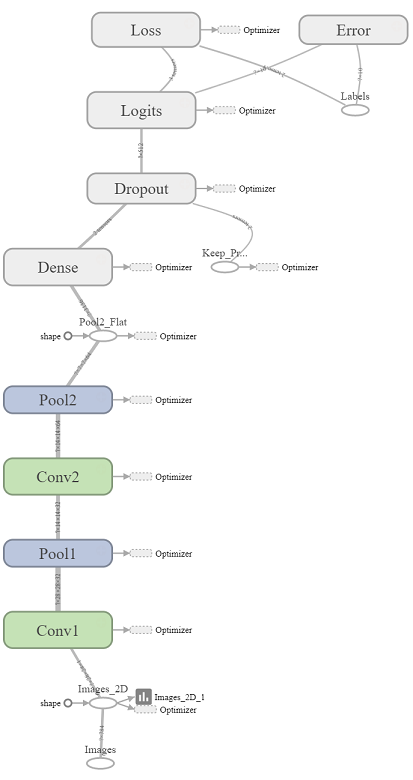 Loss
Optimizer
Error
Labels
Logits
Optimizer
Dropout
Optimizer
Keep_Pr...
Optimizer
Dense
Optimizer
Pool2_Flat
shape
Optimizer
Pool2
Optimizer
Conv2
Optimizer
Pool1
Optimizer
Conv1
Optimizer
Images_2D
shape
Images_2D_1
Optimizer
Images